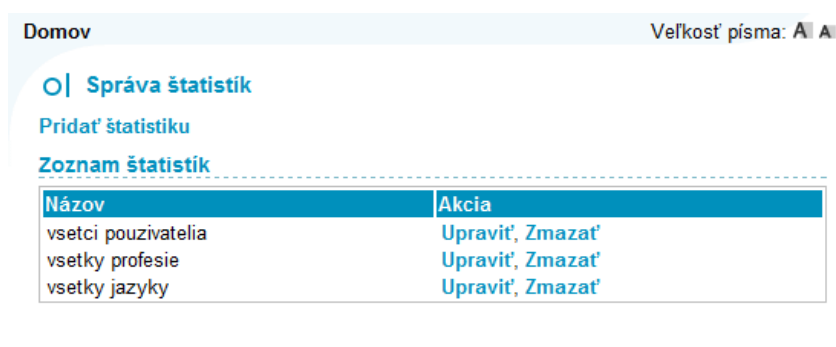 Domov Veľkosť písma: A A
Správa štatistík
Pridať štatistiku
Zoznam štatistík
Názov Akcia
vsetci pouzivatelia Upraviť, Zmazať
vsetky profesie Upraviť, Zmazať
vsetky jazyky Upraviť, Zmazať